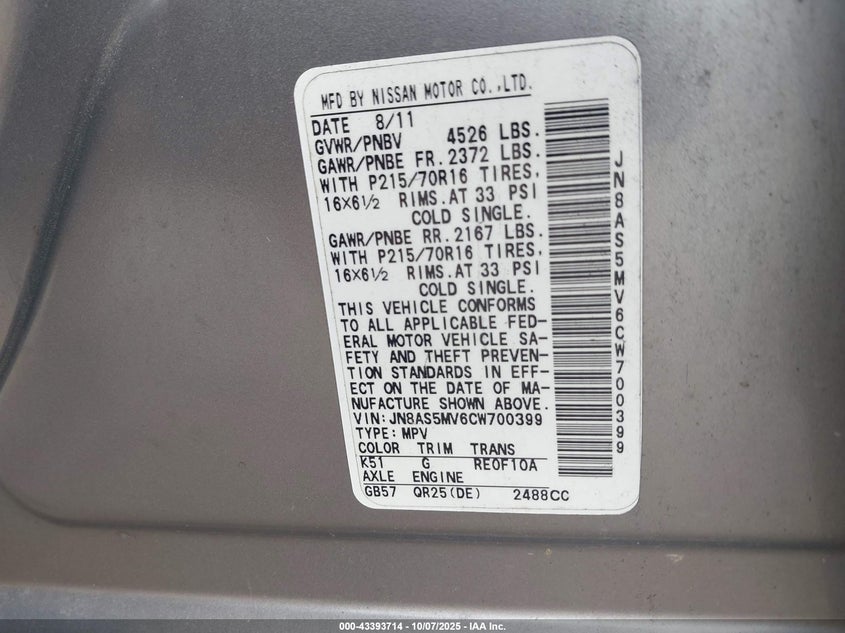 MFD BY NISSAN MOTOR CO.,LTD.
DATE 8/11
GVWR/PNBV 4526 LBS.
GAWR/PNBE FR. 2372 LBS.
WITH P215/70R16 TIRES,
16X6½ RIMS.AT 33 PSI
COLD SINGLE.
GAWR/PNBE RR. 2167 LBS.
WITH P215/70R16 TIRES,
16X6½ RIMS.AT 33 PSI
COLD SINGLE.
THIS VEHICLE CONFORMS
TO ALL APPLICABLE FED-
ERAL MOTOR VEHICLE SA-
FETY AND THEFT PREVEN-
TION STANDARDS IN EFF-
ECT ON THE DATE OF MA-
NUFACTURE SHOWN ABOVE.
VIN:JN8AS5MV6CW700399
TYPE:MPV
COLOR TRIM TRANS
K51 G RE0F10A
AXLE ENGINE
GB57 QR25(DE) 2488CC
JN8AS5MV6CW700399
000-43393714 - 10/07/2025 - IAA Inc.